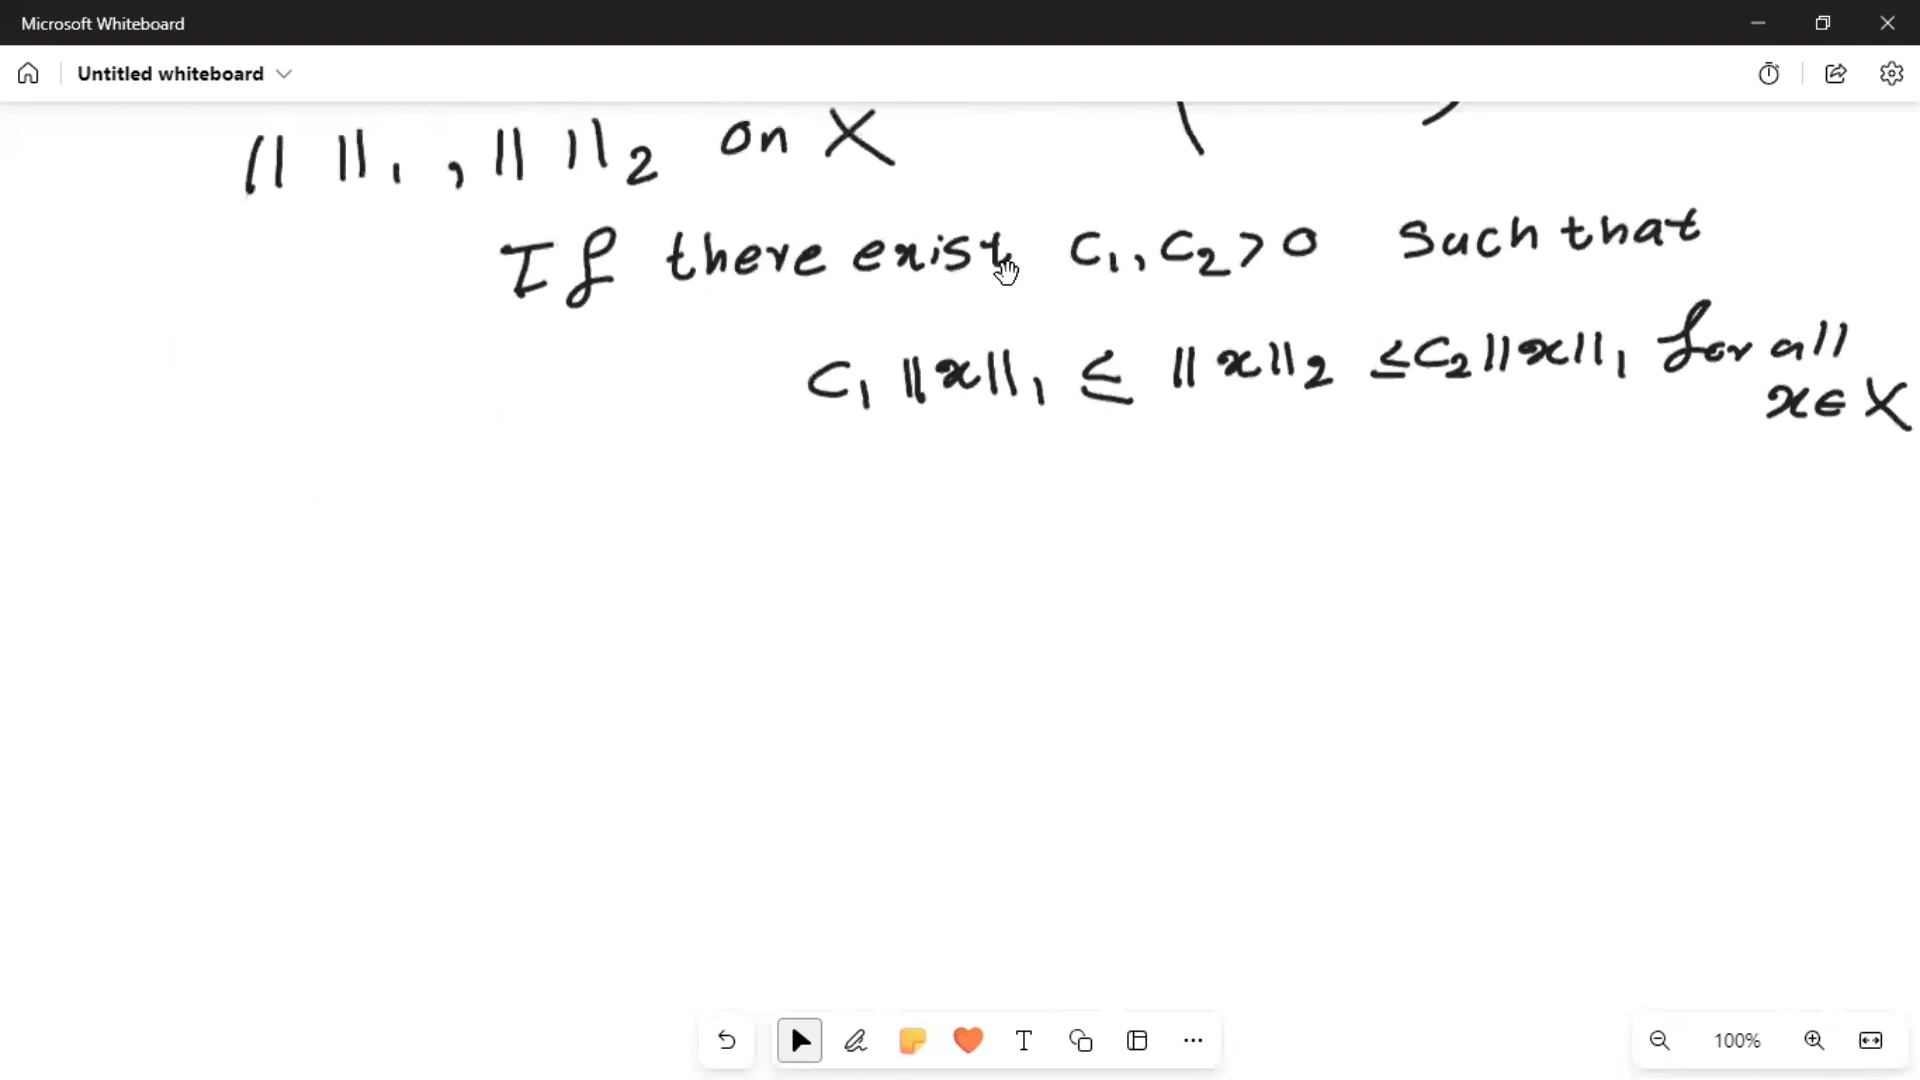 Microsoft Whiteboard
Untitled whiteboard
|| ||₁ , || ||₂ on X
If there exist C₁, C₂ > 0 such that
C₁ ||x||₁ ≤ ||x||₂ ≤ C₂ ||x||₁ for all
x ∈ X
100%